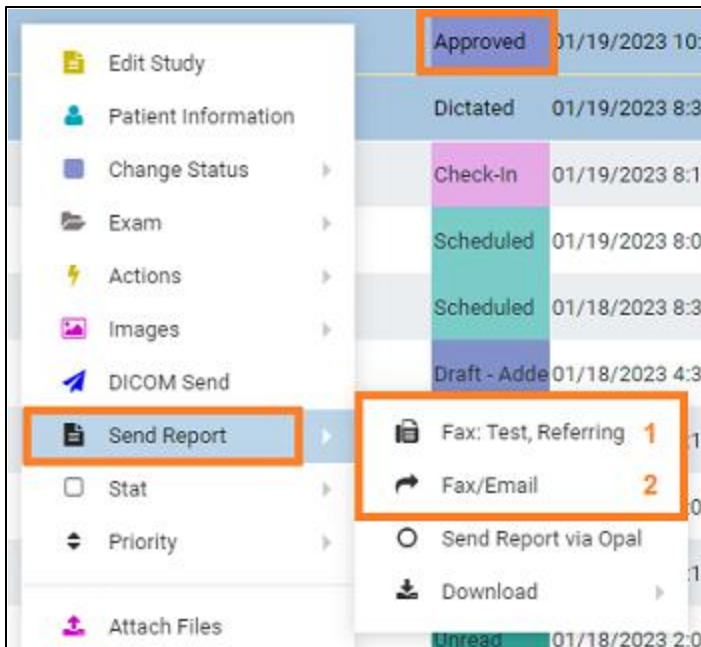 Approved 01/19/2023 10:
Edit Study
Patient Information
Dictated 01/19/2023 8:3
Change Status
Check-In 01/19/2023 8:1
Exam
Scheduled 01/19/2023 8:0
Actions
Scheduled 01/18/2023 8:3
Images
DICOM Send
Draft - Adde 01/18/2023 4:3
Send Report
Fax: Test, Referring 1
:1
Stat
Fax/Email 2
:0
Priority
Send Report via Opal
Download
:1
Attach Files
Unread 01/18/2023 2:0